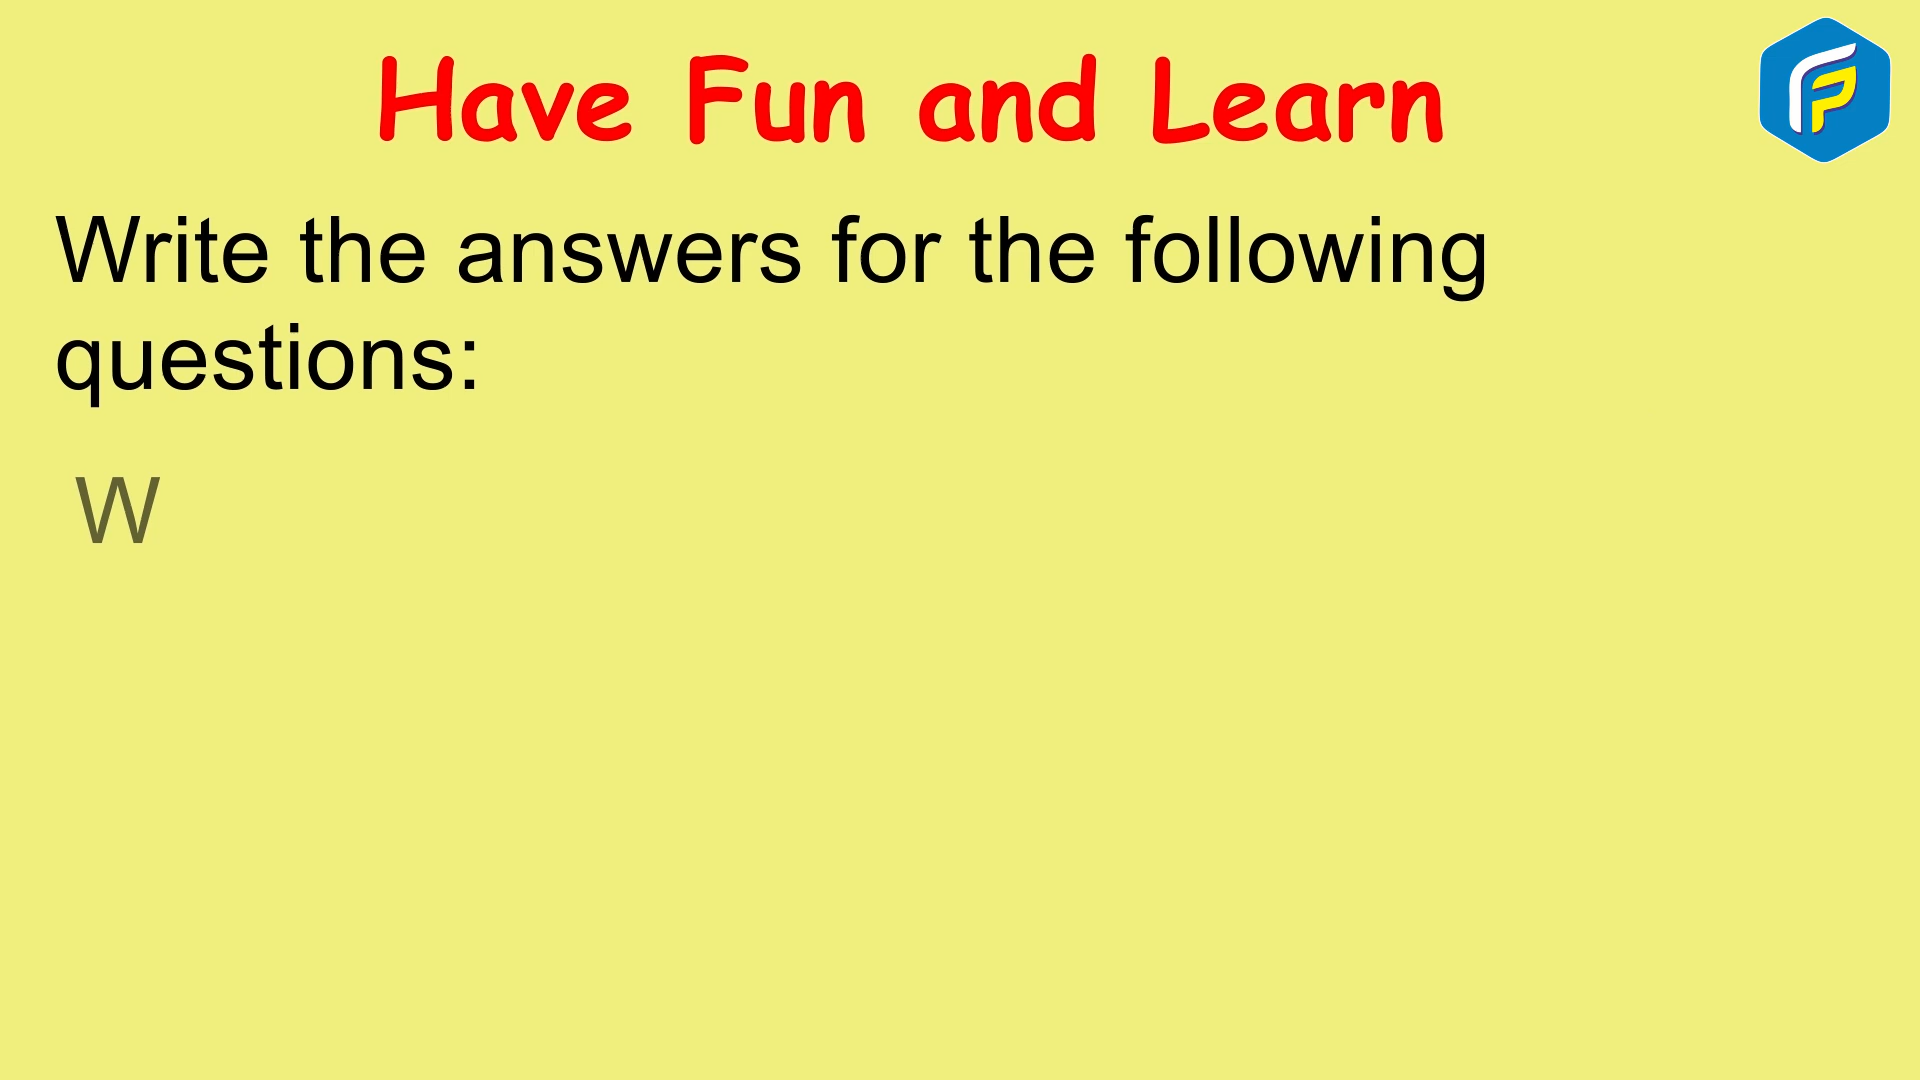 Have Fun and Learn
Write the answers for the following
questions:
W